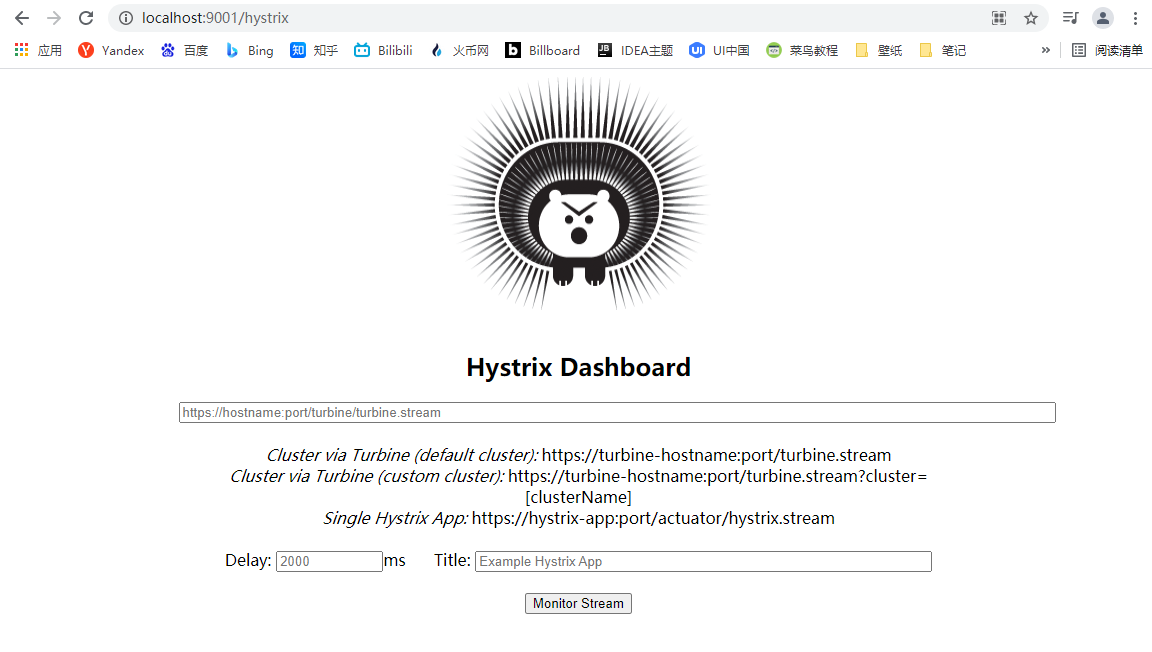 localhost:9001/hystrix
应用 Yandex 百度 Bing 知 知乎 Bilibili 火币网 b Billboard JB IDEA主题 UI UI中国 菜鸟教程 壁纸 笔记 » 阅读清单
Hystrix Dashboard
https://hostname:port/turbine/turbine.stream
Cluster via Turbine (default cluster): https://turbine-hostname:port/turbine.stream
Cluster via Turbine (custom cluster): https://turbine-hostname:port/turbine.stream?cluster=
[clusterName]
Single Hystrix App: https://hystrix-app:port/actuator/hystrix.stream
Delay: 2000 ms Title: Example Hystrix App
Monitor Stream